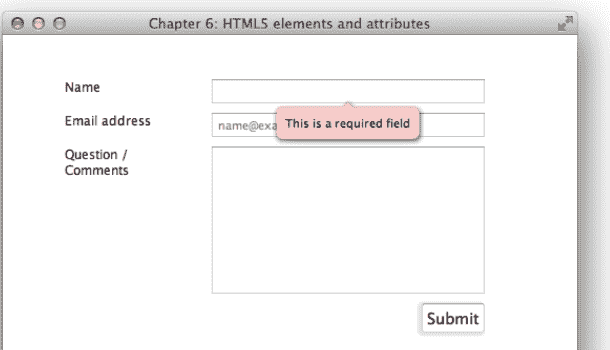 Chapter 6: HTML5 elements and attributes
Name
This is a required field
Email address
name@exa
Question /
Comments
Submit